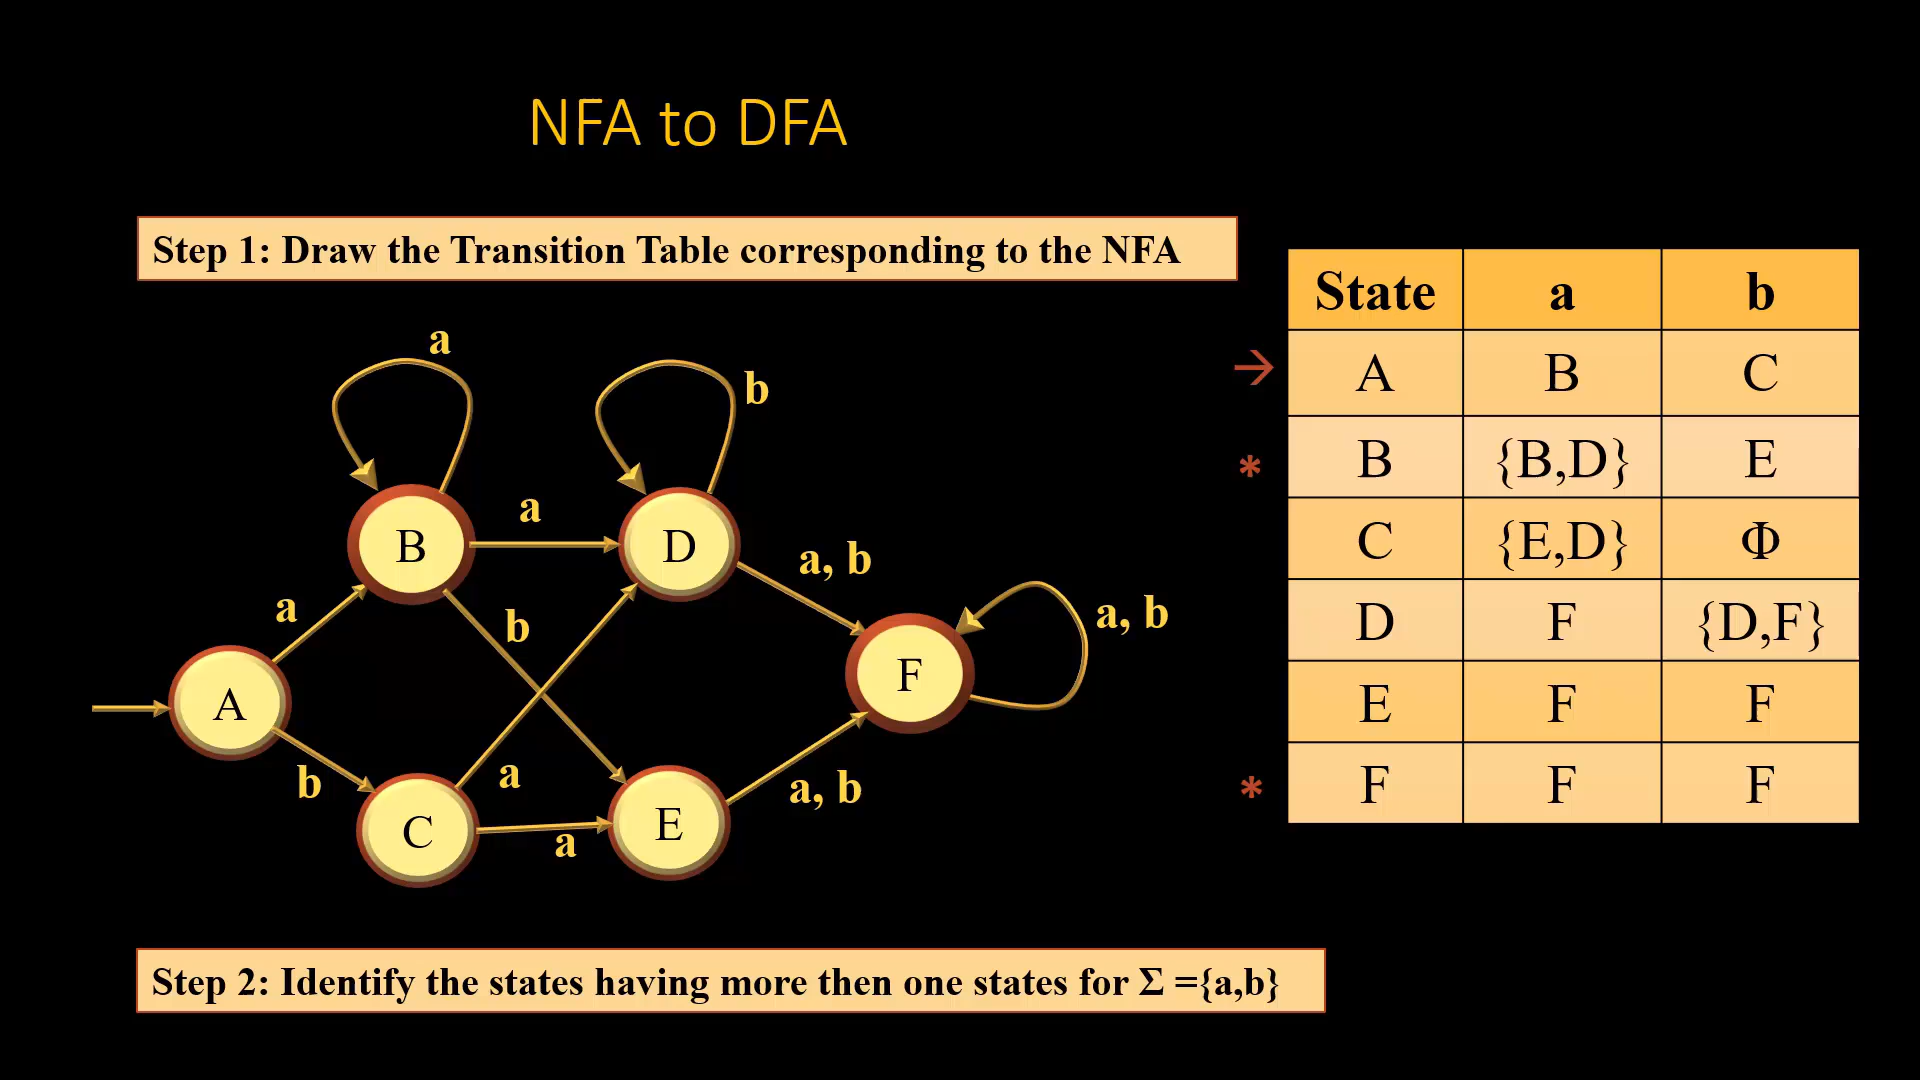 NFA to DFA
Step 1: Draw the Transition Table corresponding to the NFA
State a b
→ A B C
* B {B,D} E
C {E,D} Φ
D F {D,F}
E F F
* F F F
a
b
B
a
D
a, b
a
b
F
a, b
A
b
C
a
a
E
a, b
Step 2: Identify the states having more then one states for Σ ={a,b}